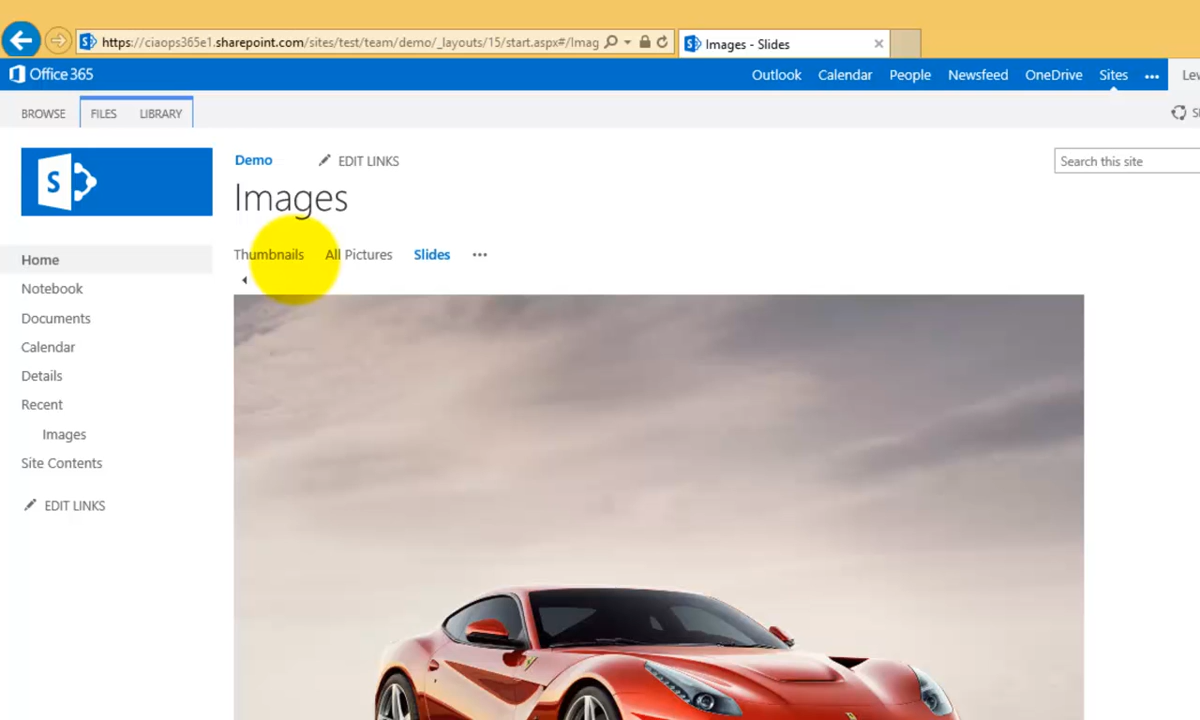 https://ciaops365e1.sharepoint.com/sites/test/team/demo/_layouts/15/start.aspx#/Imag
Images - Slides
Office 365
Outlook Calendar People Newsfeed OneDrive Sites ...
BROWSE FILES LIBRARY
S
Demo EDIT LINKS
Search this site
Images
Thumbnails All Pictures Slides ...
Home
Notebook
Documents
Calendar
Details
Recent
Images
Site Contents
EDIT LINKS